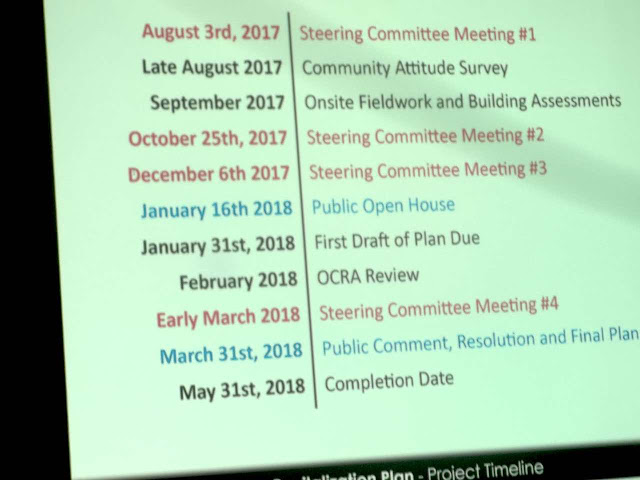 August 3rd, 2017 Steering Committee Meeting #1
Late August 2017 Community Attitude Survey
September 2017 Onsite Fieldwork and Building Assessments
October 25th, 2017 Steering Committee Meeting #2
December 6th 2017 Steering Committee Meeting #3
January 16th 2018 Public Open House
January 31st, 2018 First Draft of Plan Due
February 2018 OCRA Review
Early March 2018 Steering Committee Meeting #4
March 31st, 2018 Public Comment, Resolution and Final Plan
May 31st, 2018 Completion Date
Plan - Project Timeline